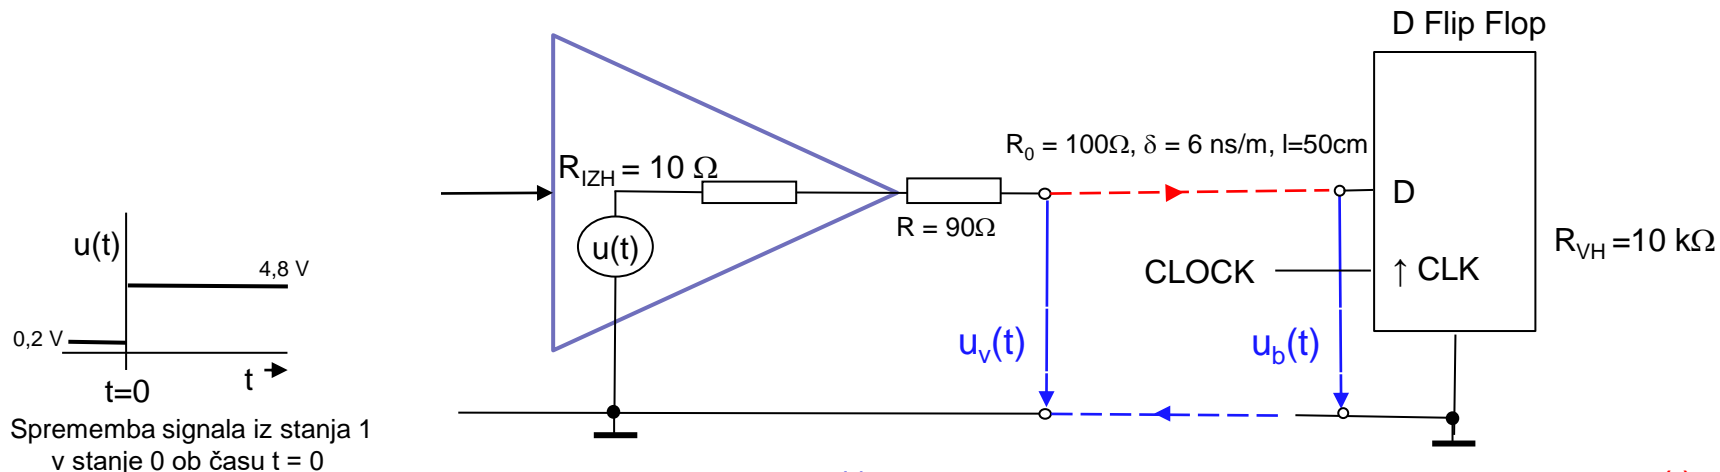 D Flip Flop
R₀ = 100Ω, δ = 6 ns/m, l=50cm
R_IZH = 10 Ω
D
R = 90Ω
R_VH =10 kΩ
u(t)
u(t)
4,8 V
CLOCK
↑ CLK
0,2 V
u_v(t)
u_b(t)
t
t=0
Sprememba signala iz stanja 1
v stanje 0 ob času t = 0